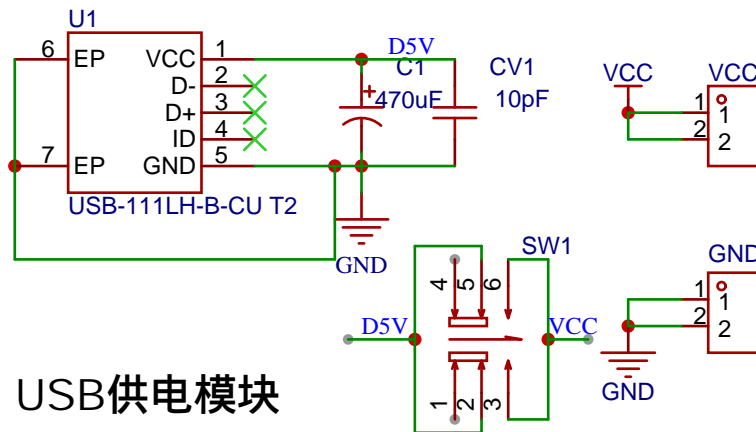 U1
6 EP VCC 1
D- 2
D+ 3
ID 4
7 EP GND 5
USB-111LH-B-CU T2
D5V
C1
470uF
CV1
10pF
GND
VCC
VCC
1 1
2 2
SW1
4 5 6
D5V
VCC
1 2 3
GND
1 1
2 2
GND
USB供电模块